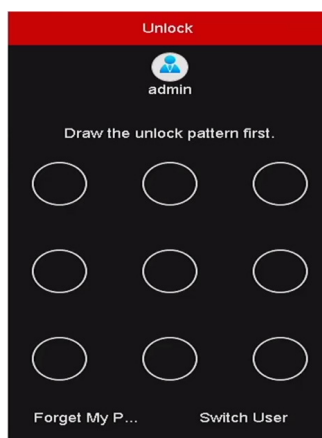 Unlock
admin
Draw the unlock pattern first.
Forget My P...
Switch User